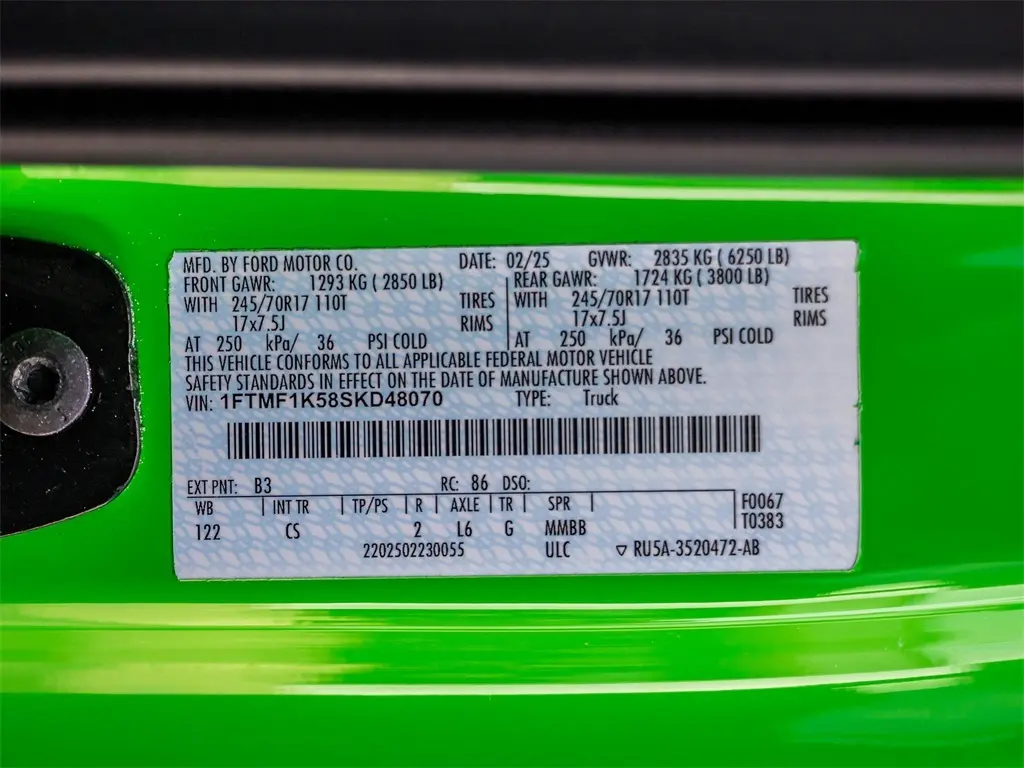 MFD. BY FORD MOTOR CO. DATE: 02/25 GVWR: 2835 KG ( 6250 LB)
FRONT GAWR: 1293 KG ( 2850 LB) REAR GAWR: 1724 KG ( 3800 LB)
WITH 245/70R17 110T TIRES WITH 245/70R17 110T TIRES
17x7.5J RIMS 17x7.5J RIMS
AT 250 kPa/ 36 PSI COLD AT 250 kPa/ 36 PSI COLD
THIS VEHICLE CONFORMS TO ALL APPLICABLE FEDERAL MOTOR VEHICLE
SAFETY STANDARDS IN EFFECT ON THE DATE OF MANUFACTURE SHOWN ABOVE.
VIN: 1FTMF1K58SKD48070 TYPE: Truck
EXT PNT: B3 RC: 86 DSO:
WB INT TR TP/PS R AXLE TR SPR F0067
122 CS 2 L6 G MMBB T0383
2202502230055 ULC ▽ RU5A-3520472-AB